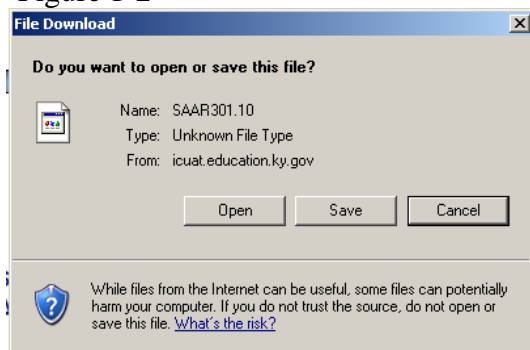 File Download
Do you want to open or save this file?
Name: SAAR301.10
Type: Unknown File Type
From: icuat.education.ky.gov
Open Save Cancel
While files from the Internet can be useful, some files can potentially
harm your computer. If you do not trust the source, do not open or
save this file. What's the risk?